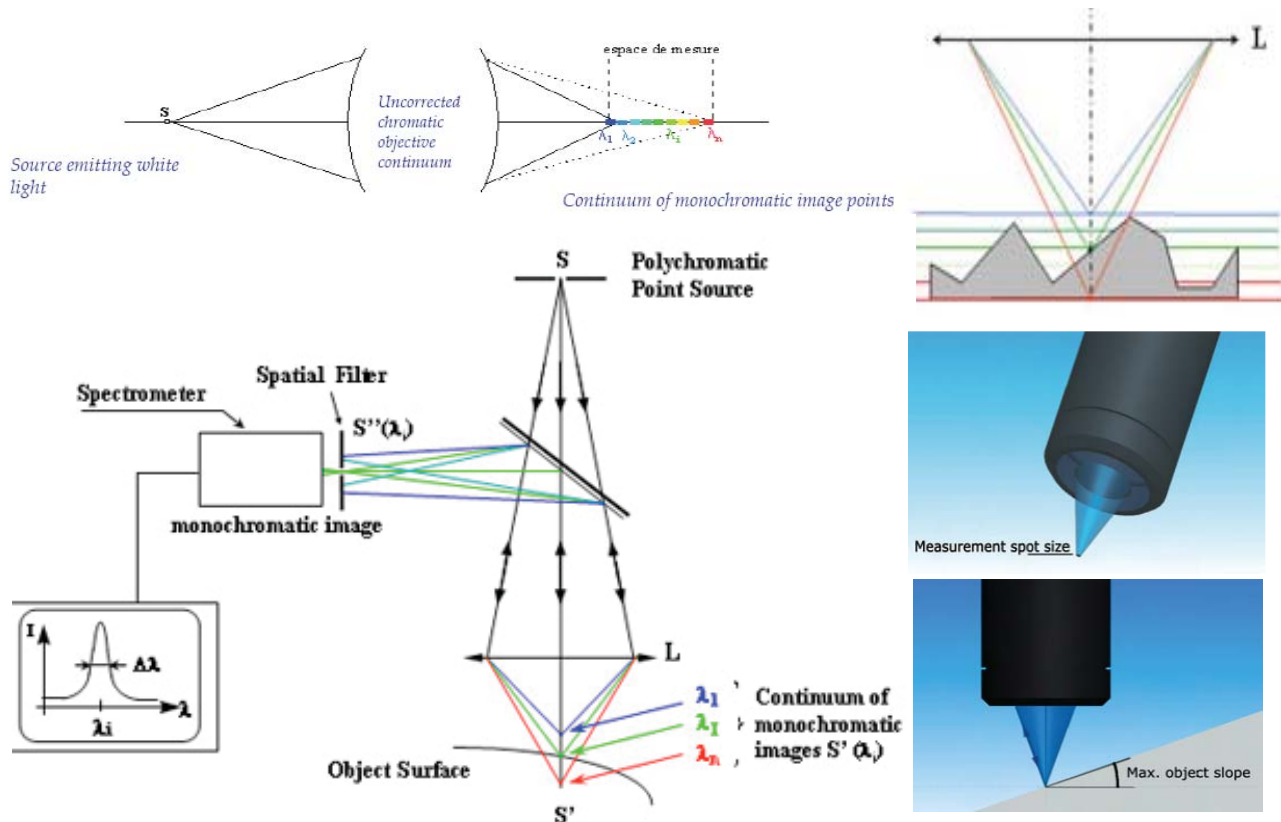 espace de mesure
S
Uncorrected
chromatic
objective
continuum
λ1 λ2 λi λn
Source emitting white
light
Continuum of monochromatic image points
L
S
Polychromatic
Point Source
Spatial Filter
Spectrometer
S''(λi)
monochromatic image
I
Δλ
λ
λi
L
λ1 Continuum of
λI monochromatic
λn images S'(λi)
Object Surface
S'
Measurement spot size
Max. object slope